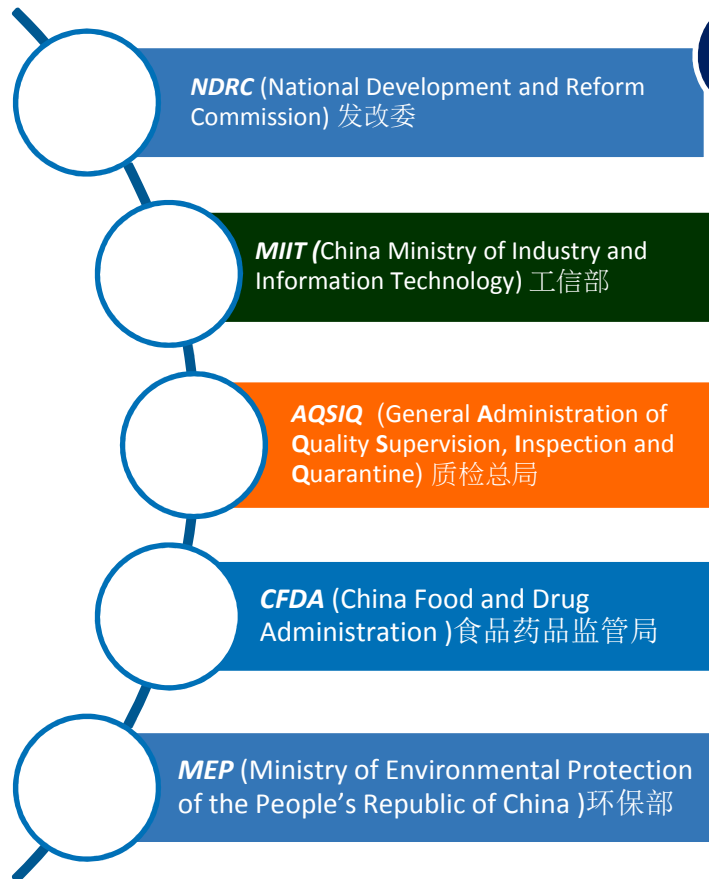 NDRC (National Development and Reform
Commission) 发改委
MIIT (China Ministry of Industry and
Information Technology) 工信部
AQSIQ (General Administration of
Quality Supervision, Inspection and
Quarantine) 质检总局
CFDA (China Food and Drug
Administration )食品药品监管局
MEP (Ministry of Environmental Protection
of the People’s Republic of China )环保部